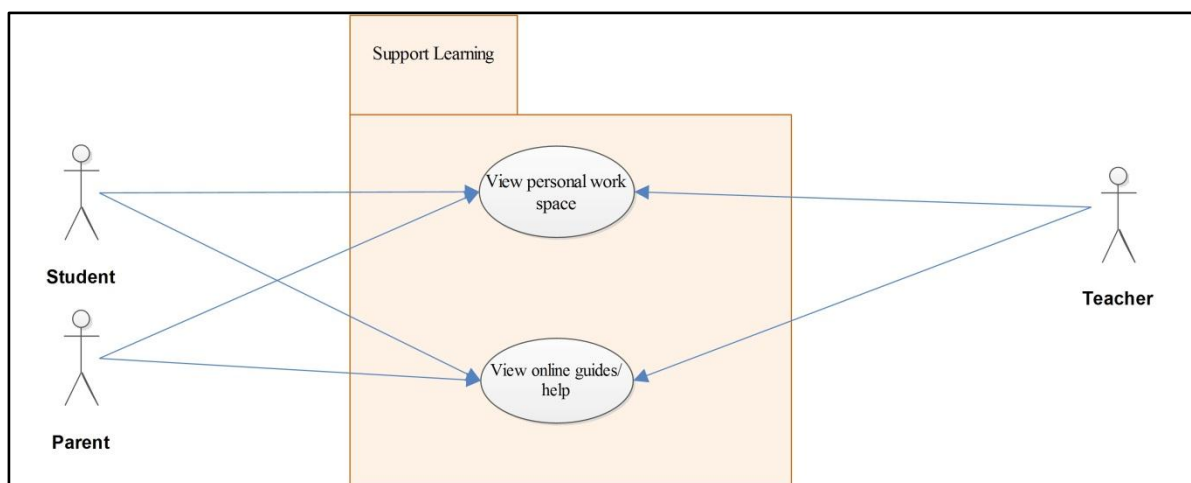 Support Learning
View personal work
space
Student
Teacher
View online guides/
help
Parent